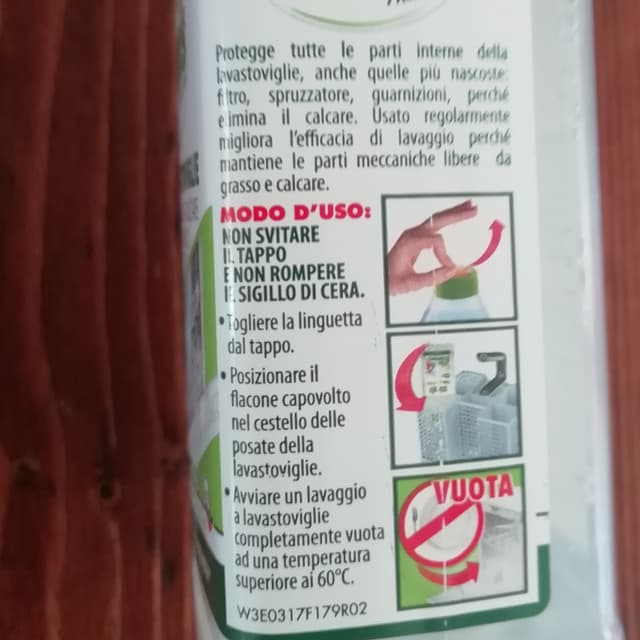 Protegge tutte le parti interne della
lavastoviglie, anche quelle più nascoste:
filtro, spruzzatore, guarnizioni, perché
elimina il calcare. Usato regolarmente
migliora l'efficacia di lavaggio perché
mantiene le parti meccaniche libere da
grasso e calcare.
MODO D'USO:
NON SVITARE
IL TAPPO
E NON ROMPERE
IL SIGILLO DI CERA.
• Togliere la linguetta
dal tappo.
• Posizionare il
flacone capovolto
nel cestello delle
posate della
lavastoviglie.
• Avviare un lavaggio
a lavastoviglie
completamente vuota
ad una temperatura
superiore ai 60°C.
VUOTA
W3E0317F179R02